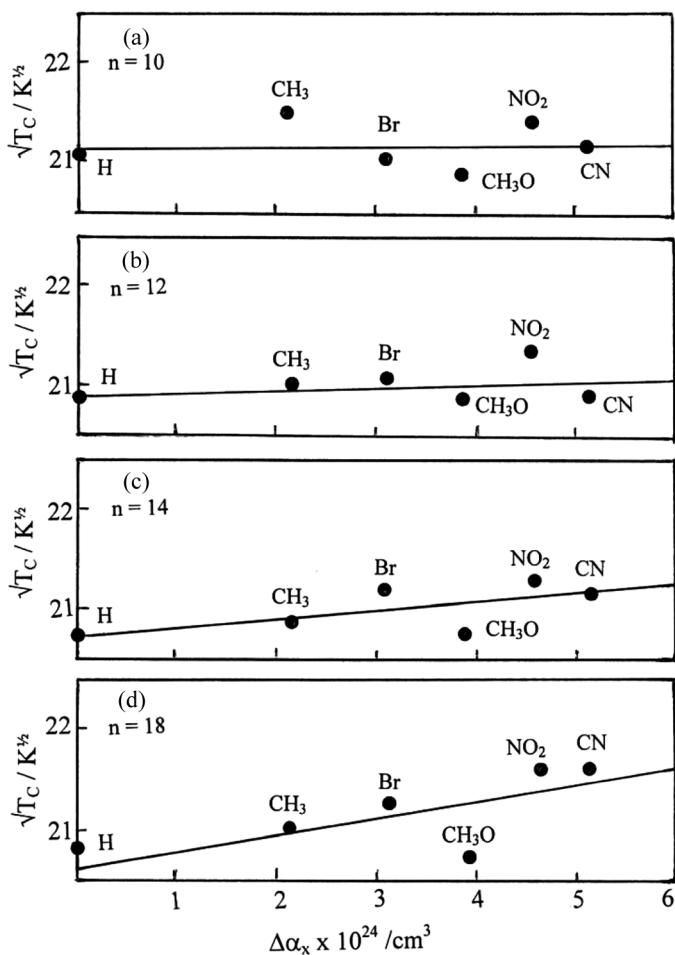 (a)
n = 10
22
21
√T_C / K^½
H
CH₃
Br
CH₃O
NO₂
CN
(b)
n = 12
22
21
√T_C / K^½
H
CH₃
Br
CH₃O
NO₂
CN
(c)
n = 14
22
21
√T_C / K^½
H
CH₃
Br
CH₃O
NO₂
CN
(d)
n = 18
22
21
√T_C / K^½
H
CH₃
Br
CH₃O
NO₂
CN
1 2 3 4 5 6
Δαₓ x 10²⁴ /cm³